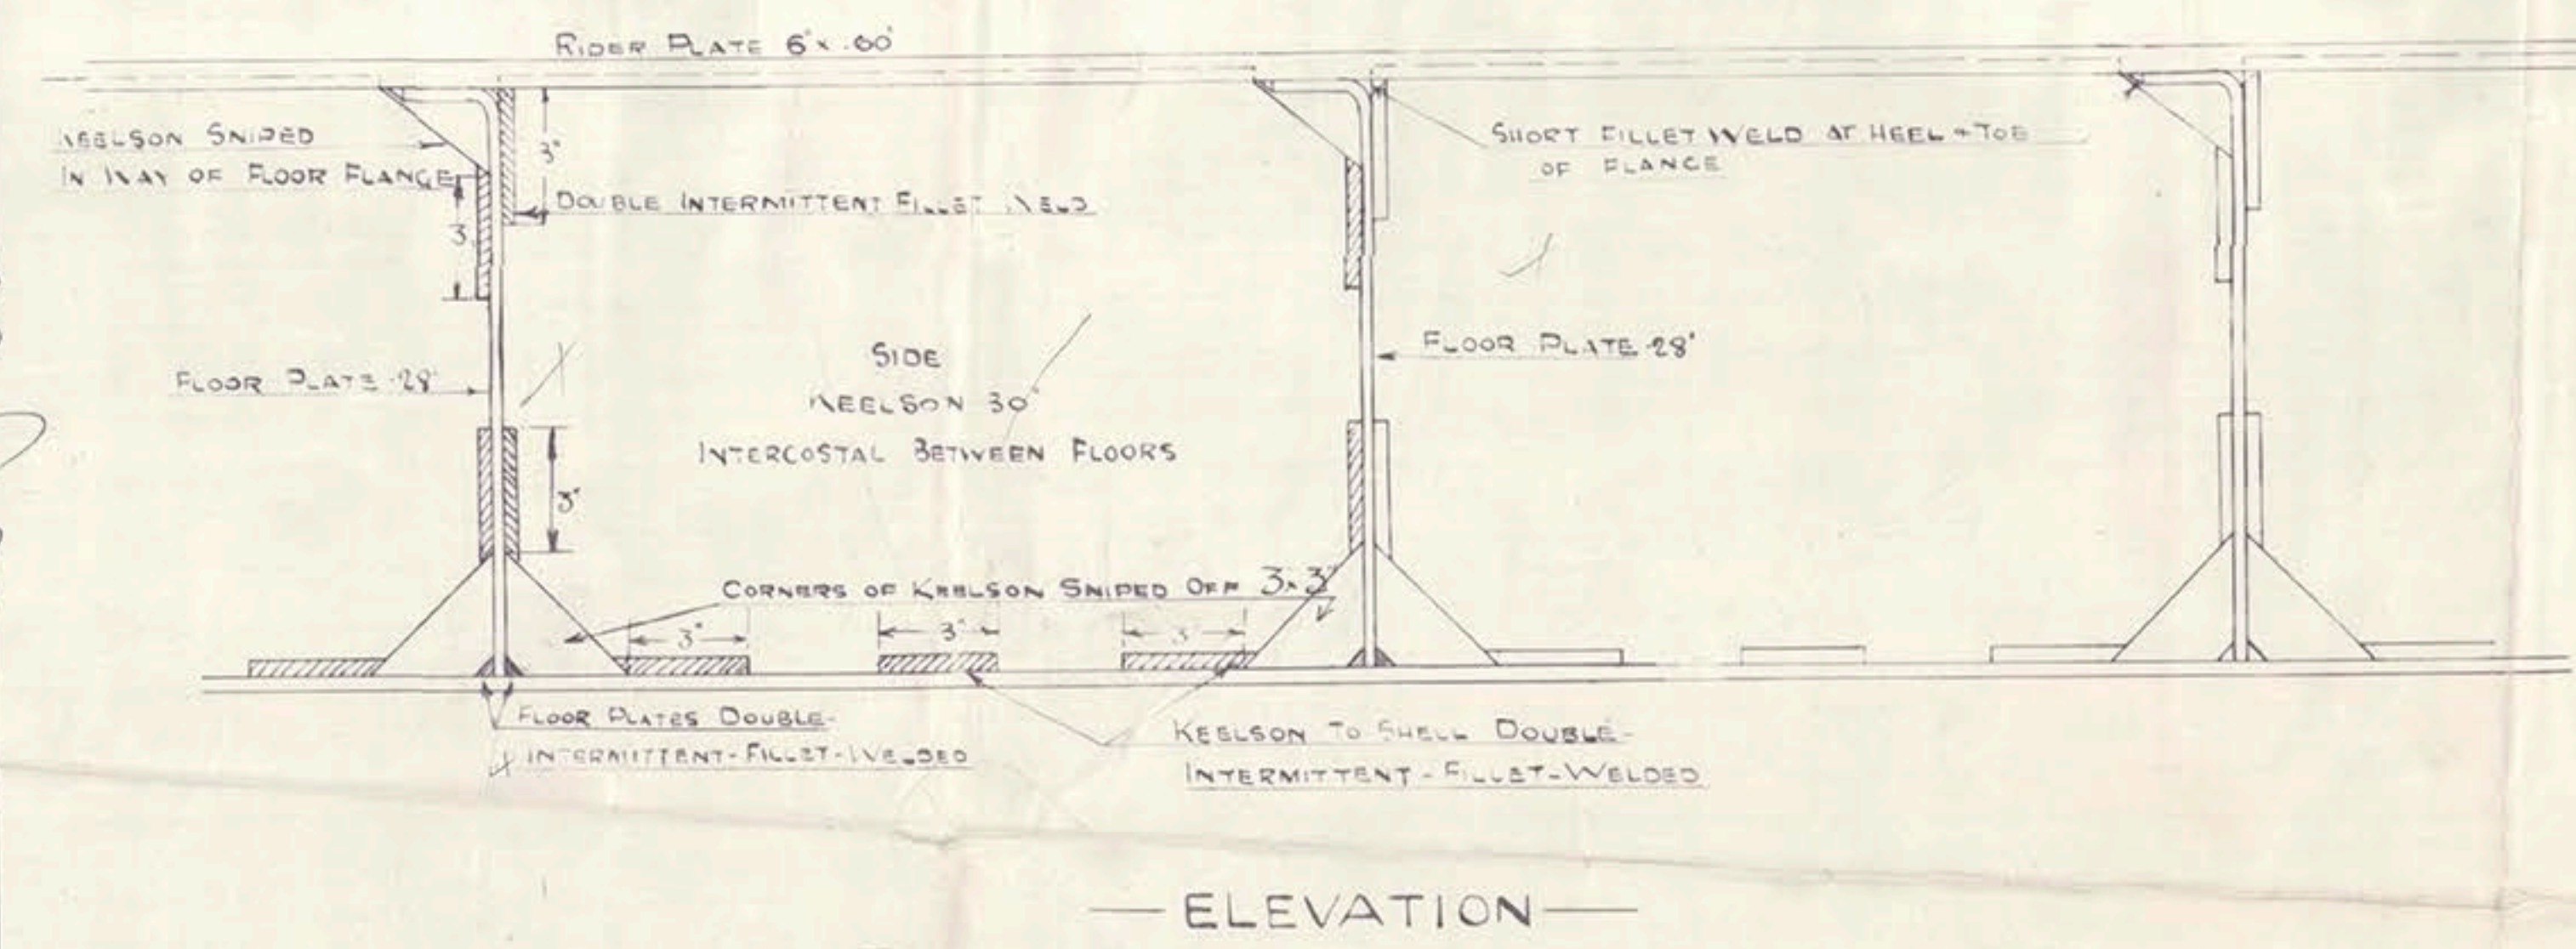 RIDER PLATE 6" × .60"
KEELSON SNIPED
IN WAY OF FLOOR FLANGE
3"
3"
DOUBLE INTERMITTENT FILLET WELD
SHORT FILLET WELD AT HEEL + TOE
OF FLANGE
FLOOR PLATE .28"
SIDE
KEELSON 30"
INTERCOSTAL BETWEEN FLOORS
FLOOR PLATE .28"
3"
CORNERS OF KEELSON SNIPED OFF 3×3"
3"
3"
3"
FLOOR PLATES DOUBLE-
INTERMITTENT-FILLET-WELDED
KEELSON TO SHELL DOUBLE-
INTERMITTENT-FILLET-WELDED
— ELEVATION —